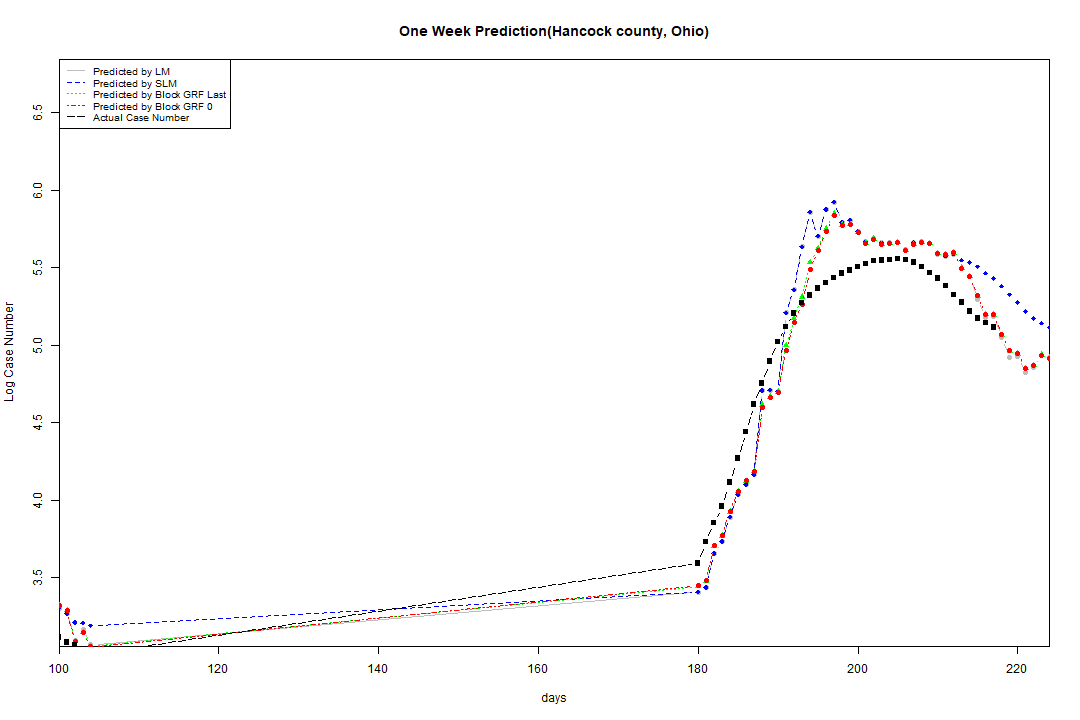 One Week Prediction(Hancock county, Ohio)
Predicted by LM
Predicted by SLM
Predicted by Block GRF Last
Predicted by Block GRF 0
Actual Case Number
6.5
6.0
5.5
5.0
4.5
4.0
3.5
Log Case Number
100 120 140 160 180 200 220
days